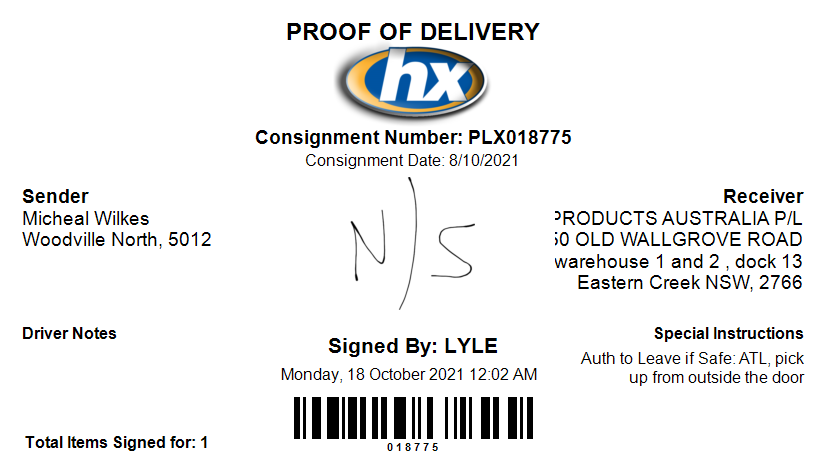 PROOF OF DELIVERY
hx
Consignment Number: PLX018775
Consignment Date: 8/10/2021
Sender
Micheal Wilkes
Woodville North, 5012
N/S
Receiver
PRODUCTS AUSTRALIA P/L
50 OLD WALLGROVE ROAD
warehouse 1 and 2 , dock 13
Eastern Creek NSW, 2766
Driver Notes
Signed By: LYLE
Monday, 18 October 2021 12:02 AM
Special Instructions
Auth to Leave if Safe: ATL, pick
up from outside the door
Total Items Signed for: 1
018775